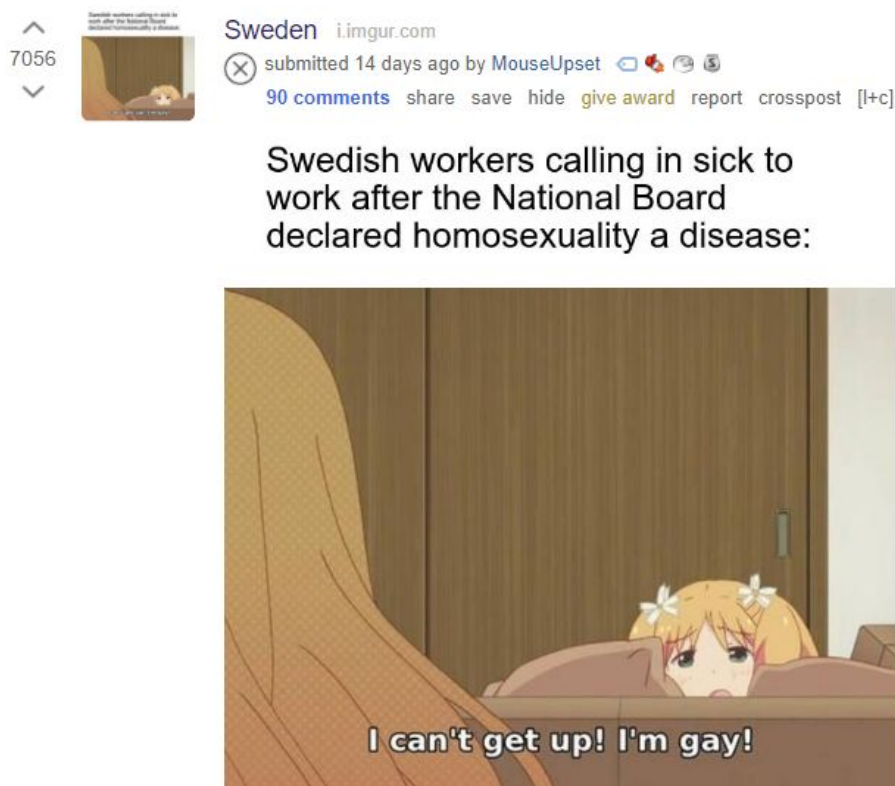 Sweden i.imgur.com
7056
submitted 14 days ago by MouseUpset
90 comments share save hide give award report crosspost [l+c]
Swedish workers calling in sick to
work after the National Board
declared homosexuality a disease:
I can't get up! I'm gay!